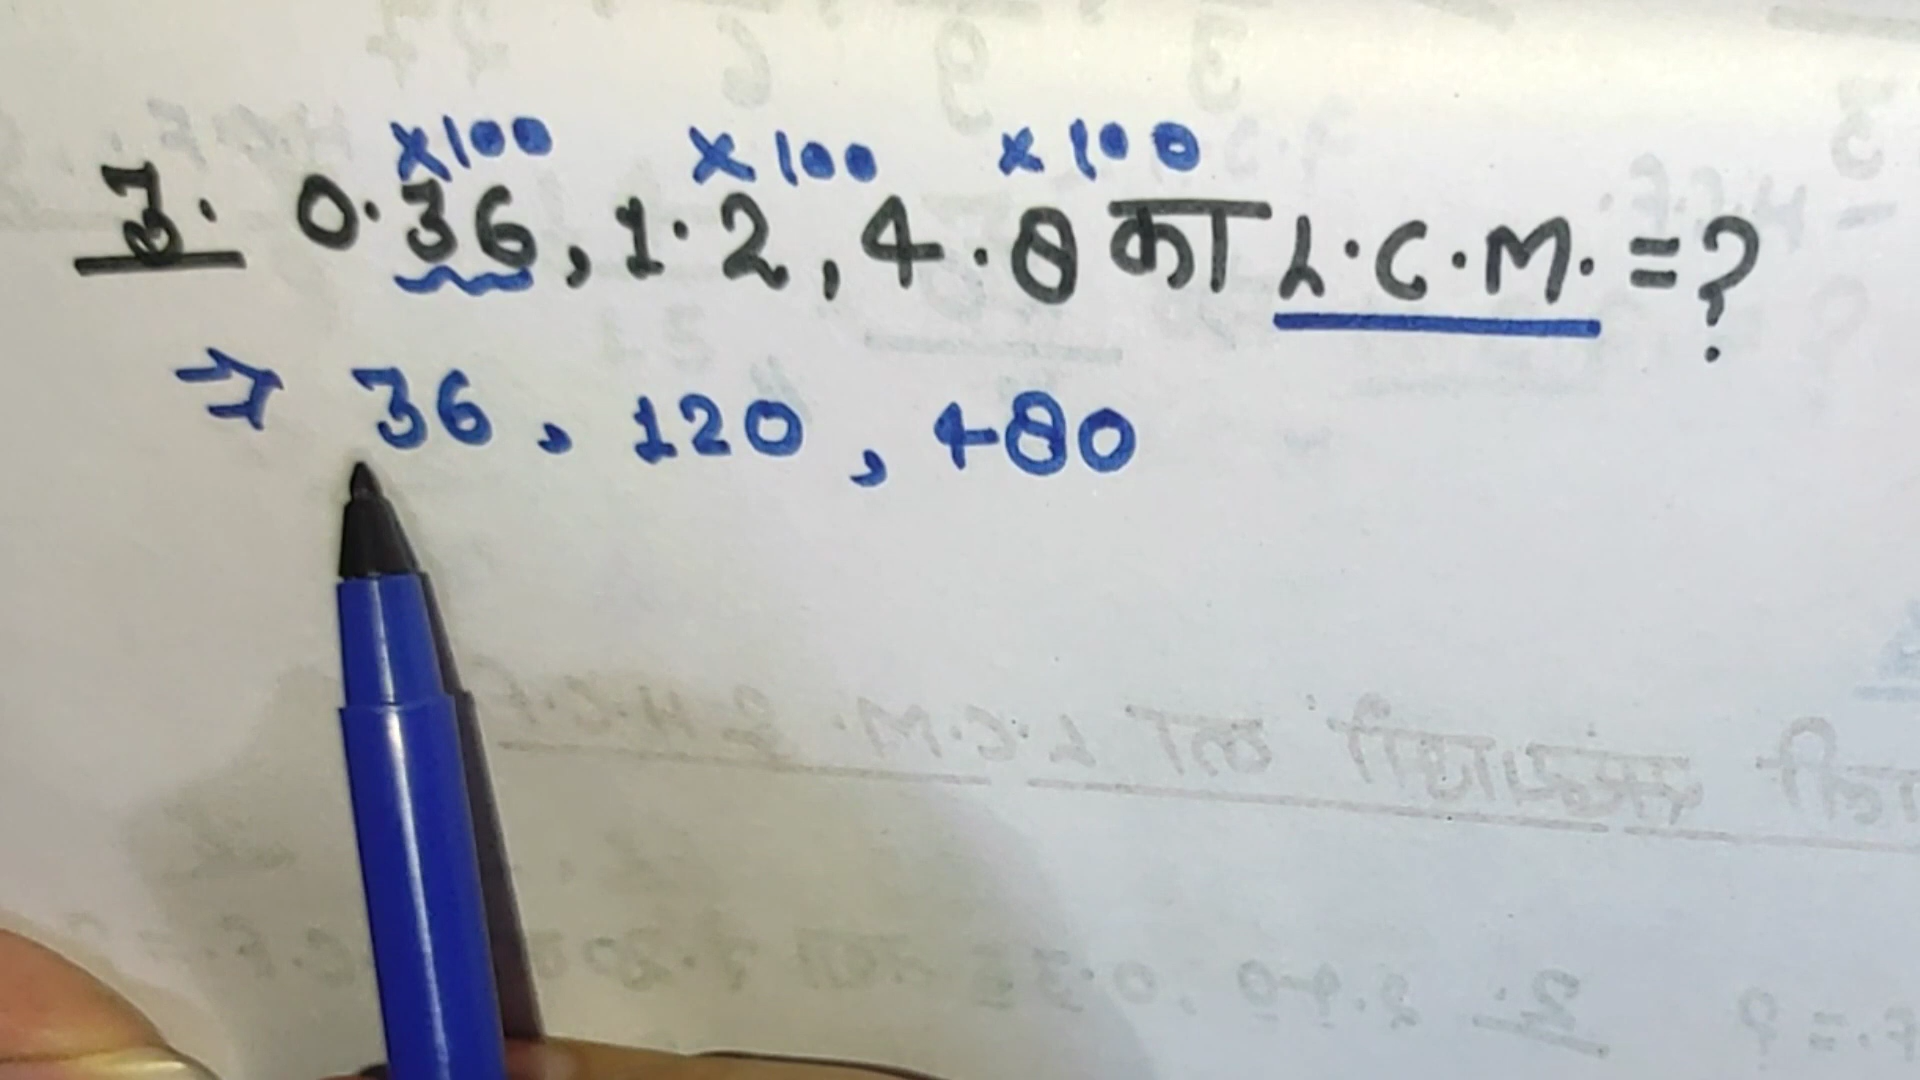 ×100 ×100 ×100
3. 0.36, 1.2, 4.8 का L.C.M. = ?
→ 36, 120, 480